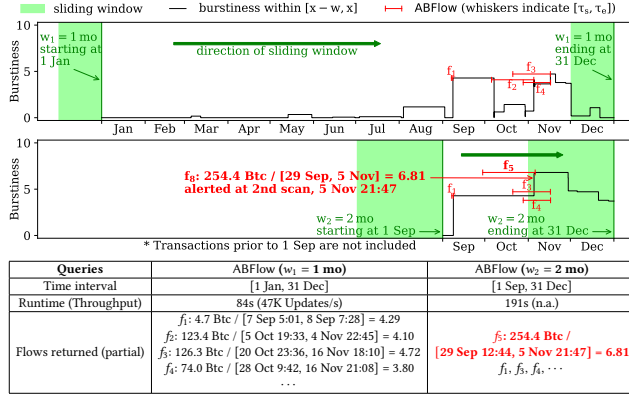 sliding window burstiness within [x − w, x] ABFlow (whiskers indicate [τs, τe])
Burstiness
10
5
0
w1 = 1 mo
starting at
1 Jan
direction of sliding window
f1
f2
f3
f4
w1 = 1 mo
ending at
31 Dec
Jan Feb Mar Apr May Jun Jul Aug Sep Oct Nov Dec
Burstiness
10
5
0
f8: 254.4 Btc / [29 Sep, 5 Nov] = 6.81
alerted at 2nd scan, 5 Nov 21:47
f5
f1
f3
f4
w2 = 2 mo
starting at 1 Sep
w2 = 2 mo
ending at 31 Dec
* Transactions prior to 1 Sep are not included
Sep Oct Nov Dec
Queries ABFlow (w1 = 1 mo) ABFlow (w2 = 2 mo)
Time interval [1 Jan, 31 Dec] [1 Sep, 31 Dec]
Runtime (Throughput) 84s (47K Updates/s) 191s (n.a.)
Flows returned (partial)
f1: 4.7 Btc / [7 Sep 5:01, 8 Sep 7:28] = 4.29
f2: 123.4 Btc / [5 Oct 19:33, 4 Nov 22:45] = 4.10
f3: 126.3 Btc / [20 Oct 23:36, 16 Nov 18:10] = 4.72
f4: 74.0 Btc / [28 Oct 9:42, 16 Nov 21:08] = 3.80
· · ·
f5: 254.4 Btc /
[29 Sep 12:44, 5 Nov 21:47] = 6.81
f1, f3, f4, · · ·